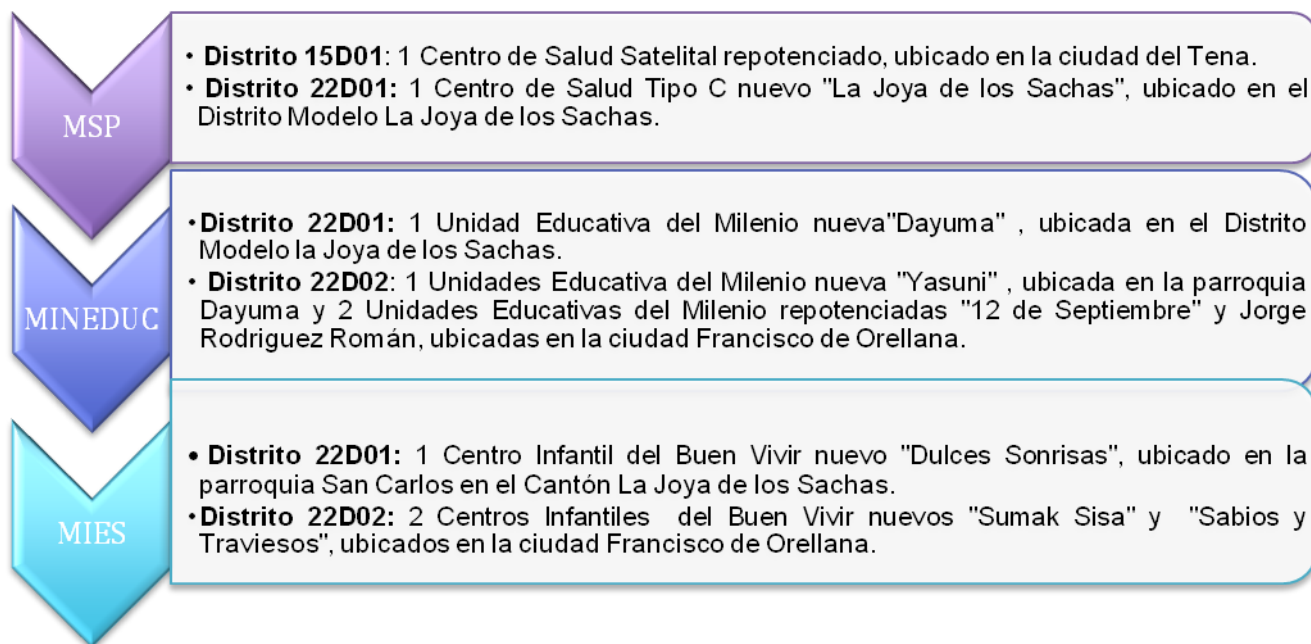 MSP
• Distrito 15D01: 1 Centro de Salud Satelital repotenciado, ubicado en la ciudad del Tena.
• Distrito 22D01: 1 Centro de Salud Tipo C nuevo "La Joya de los Sachas", ubicado en el
Distrito Modelo La Joya de los Sachas.
MINEDUC
• Distrito 22D01: 1 Unidad Educativa del Milenio nueva"Dayuma" , ubicada en el Distrito
Modelo la Joya de los Sachas.
• Distrito 22D02: 1 Unidades Educativa del Milenio nueva "Yasuni" , ubicada en la parroquia
Dayuma y 2 Unidades Educativas del Milenio repotenciadas "12 de Septiembre" y Jorge
Rodriguez Román, ubicadas en la ciudad Francisco de Orellana.
MIES
• Distrito 22D01: 1 Centro Infantil del Buen Vivir nuevo "Dulces Sonrisas", ubicado en la
parroquia San Carlos en el Cantón La Joya de los Sachas.
• Distrito 22D02: 2 Centros Infantiles del Buen Vivir nuevos "Sumak Sisa" y "Sabios y
Traviesos", ubicados en la ciudad Francisco de Orellana.